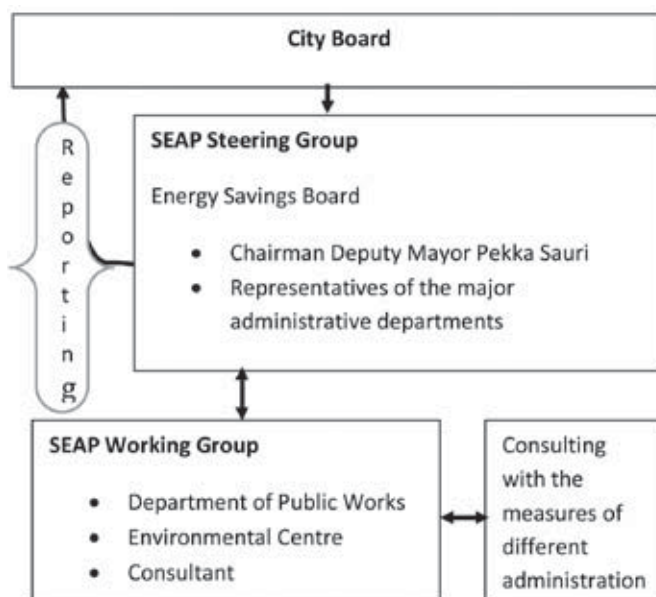 City Board
Reporting
SEAP Steering Group
Energy Savings Board
• Chairman Deputy Mayor Pekka Sauri
• Representatives of the major
administrative departments
SEAP Working Group
• Department of Public Works
• Environmental Centre
• Consultant
Consulting
with the
measures of
different
administration